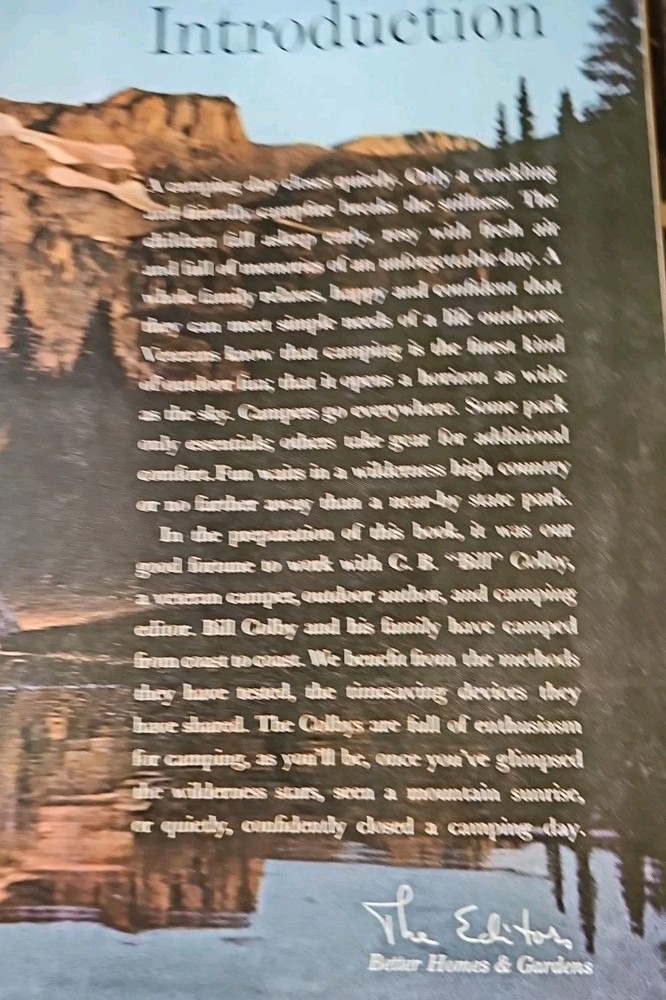 Introduction
A camping day closes quietly. Only a crackling
and friendly campfire breaks the stillness. The
children fall asleep early, rosy with fresh air
and full of memories of an unforgettable day. A
whole family relaxes, happy and confident that
they can meet simple needs of a life outdoors.
Veterans know that camping is the finest kind
of outdoor fun; that it opens a horizon as wide
as the sky. Campers go everywhere. Some pack
only essentials; others take gear for additional
comfort. Fun waits in a wilderness high country
or no farther away than a near-by state park.
In the preparation of this book, it was our
good fortune to work with C. B. "Bill" Colby,
a veteran camper, outdoor author, and camping
editor. Bill Colby and his family have camped
from coast to coast. We benefit from the methods
they have tested, the timesaving devices they
have shared. The Colbys are full of enthusiasm
for camping, as you'll be, once you've glimpsed
the wilderness stars, seen a mountain sunrise,
or quietly, confidently closed a camping day.
The Editors
Better Homes & Gardens